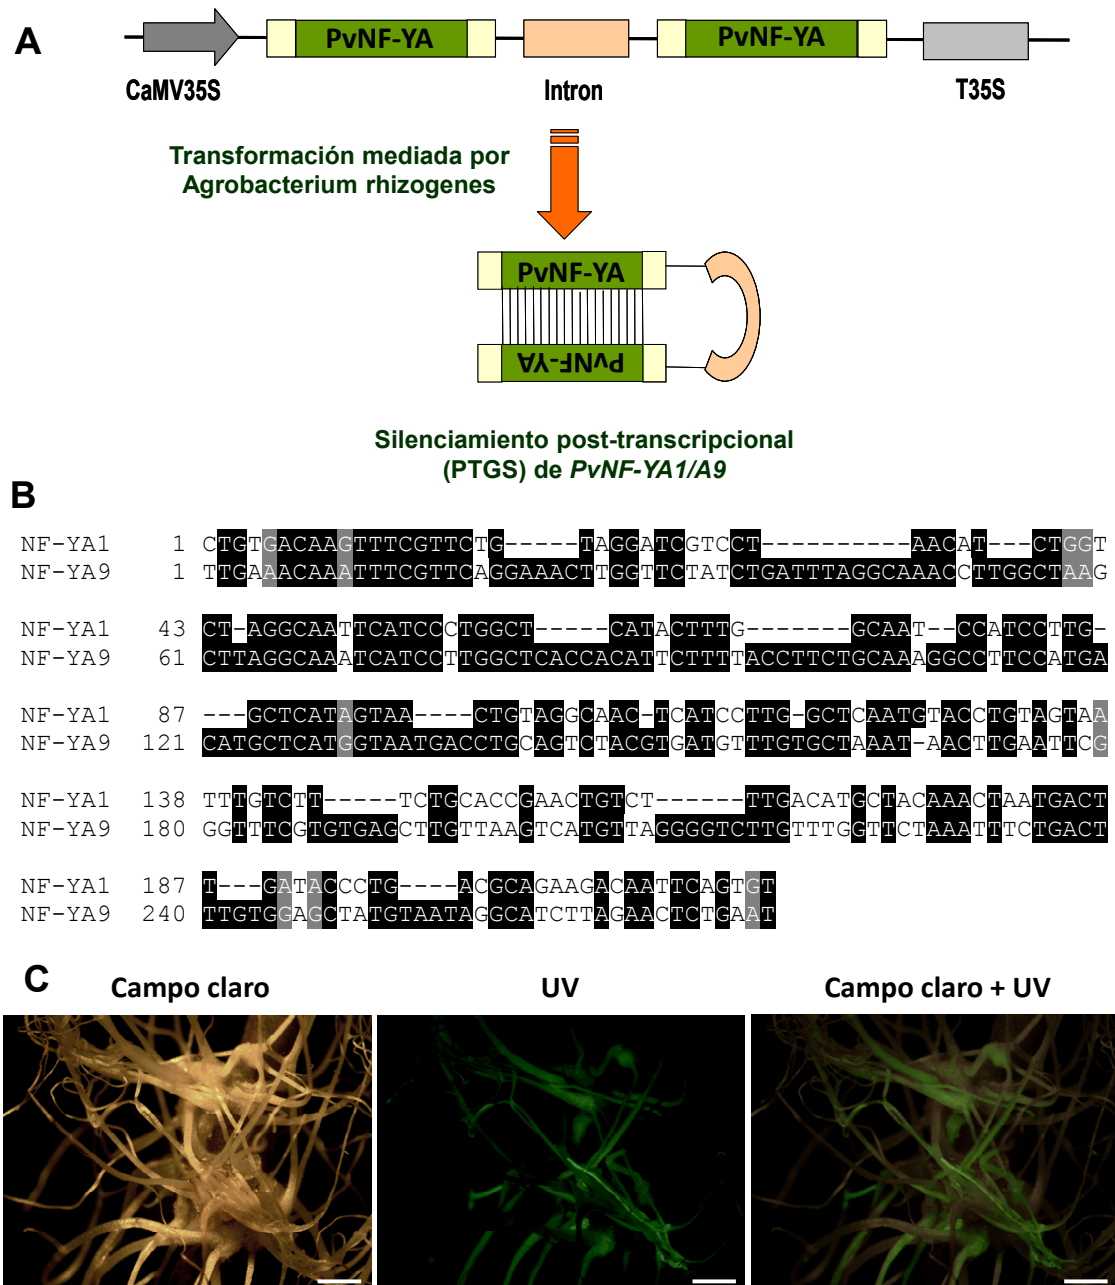 A
PvNF-YA PvNF-YA
CaMV35S Intron T35S
Transformación mediada por
Agrobacterium rhizogenes
PvNF-YA
PvNF-YA
Silenciamiento post-transcripcional
(PTGS) de PvNF-YA1/A9
B
NF-YA1 1 CTGTGACAAGTTTCGTTCTG-----TAGGATCGTCCT----------AACAT---CTGGT
NF-YA9 1 TTGAAACAAATTTCGTTCAGGAAACTTGGTTCTATCTGATTTAGGCAAACCTTGGCTAAG
NF-YA1 43 CT-AGGCAATTCATCCCTGGCT-----CATACTTTG-------GCAAT--CCATCCTTG-
NF-YA9 61 CTTAGGCAAATCATCCTTGGCTCACCACATTCTTTTACCTTCTGCAAAGGCCTTCCATGA
NF-YA1 87 ---GCTCATAGTAA----CTGTAGGCAAC-TCATCCTTG-GCTCAATGTACCTGTAGTAA
NF-YA9 121 CATGCTCATGGTAATGACCTGCAGTCTACGTGATGTTTGTGCTAAAT-AACTTGAATTCG
NF-YA1 138 TTTGTCTT-----TCTGCACCGAACTGTCT------TTGACATGCTACAAACTAATGACT
NF-YA9 180 GGTTTCGTGTGAGCTTGTTAAGTCATGTTAGGGGTCTTGTTTGGTTCTAAATTTCTGACT
NF-YA1 187 T---GATACCCTG----ACGCAGAAGACAATTCAGTGT
NF-YA9 240 TTGTGGAGCTATGTAATAGGCATCTTAGAACTCTGAAT
C
Campo claro UV Campo claro + UV